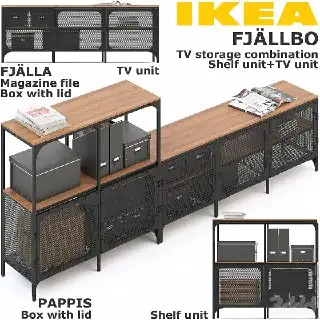 IKEA
FJÄLLBO
TV storage combination
Shelf unit+TV unit
FJÄLLA
Magazine file
Box with lid
TV unit
PAPPIS
Box with lid
Shelf unit